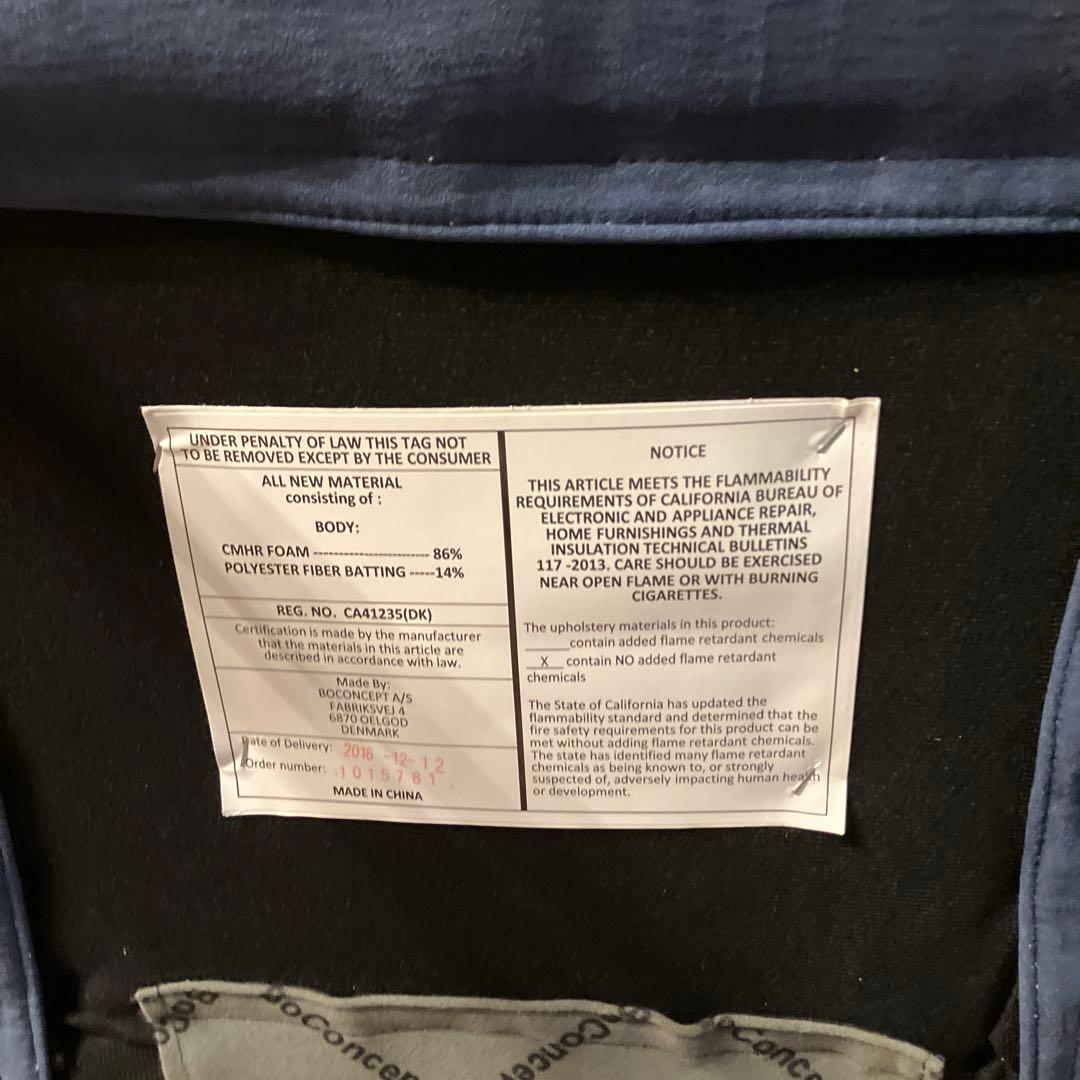 UNDER PENALTY OF LAW THIS TAG NOT
TO BE REMOVED EXCEPT BY THE CONSUMER
ALL NEW MATERIAL
consisting of :
BODY:
CMHR FOAM ----------------------- 86%
POLYESTER FIBER BATTING -----14%
REG. NO. CA41235(DK)
Certification is made by the manufacturer
that the materials in this article are
described in accordance with law.
Made By:
BOCONCEPT A/S
FABRIKSVEJ 4
6870 OELGOD
DENMARK
Date of Delivery: 2016 -12- 12
Order number: 1015781
MADE IN CHINA
NOTICE
THIS ARTICLE MEETS THE FLAMMABILITY
REQUIREMENTS OF CALIFORNIA BUREAU OF
ELECTRONIC AND APPLIANCE REPAIR,
HOME FURNISHINGS AND THERMAL
INSULATION TECHNICAL BULLETINS
117 -2013. CARE SHOULD BE EXERCISED
NEAR OPEN FLAME OR WITH BURNING
CIGARETTES.
The upholstery materials in this product:
______contain added flame retardant chemicals
__X__ contain NO added flame retardant
chemicals
The State of California has updated the
flammability standard and determined that the
fire safety requirements for this product can be
met without adding flame retardant chemicals.
The state has identified many flame retardant
chemicals as being known to, or strongly
suspected of, adversely impacting human health
or development.
BoCo
BoConcep
BoConcep
BoConce